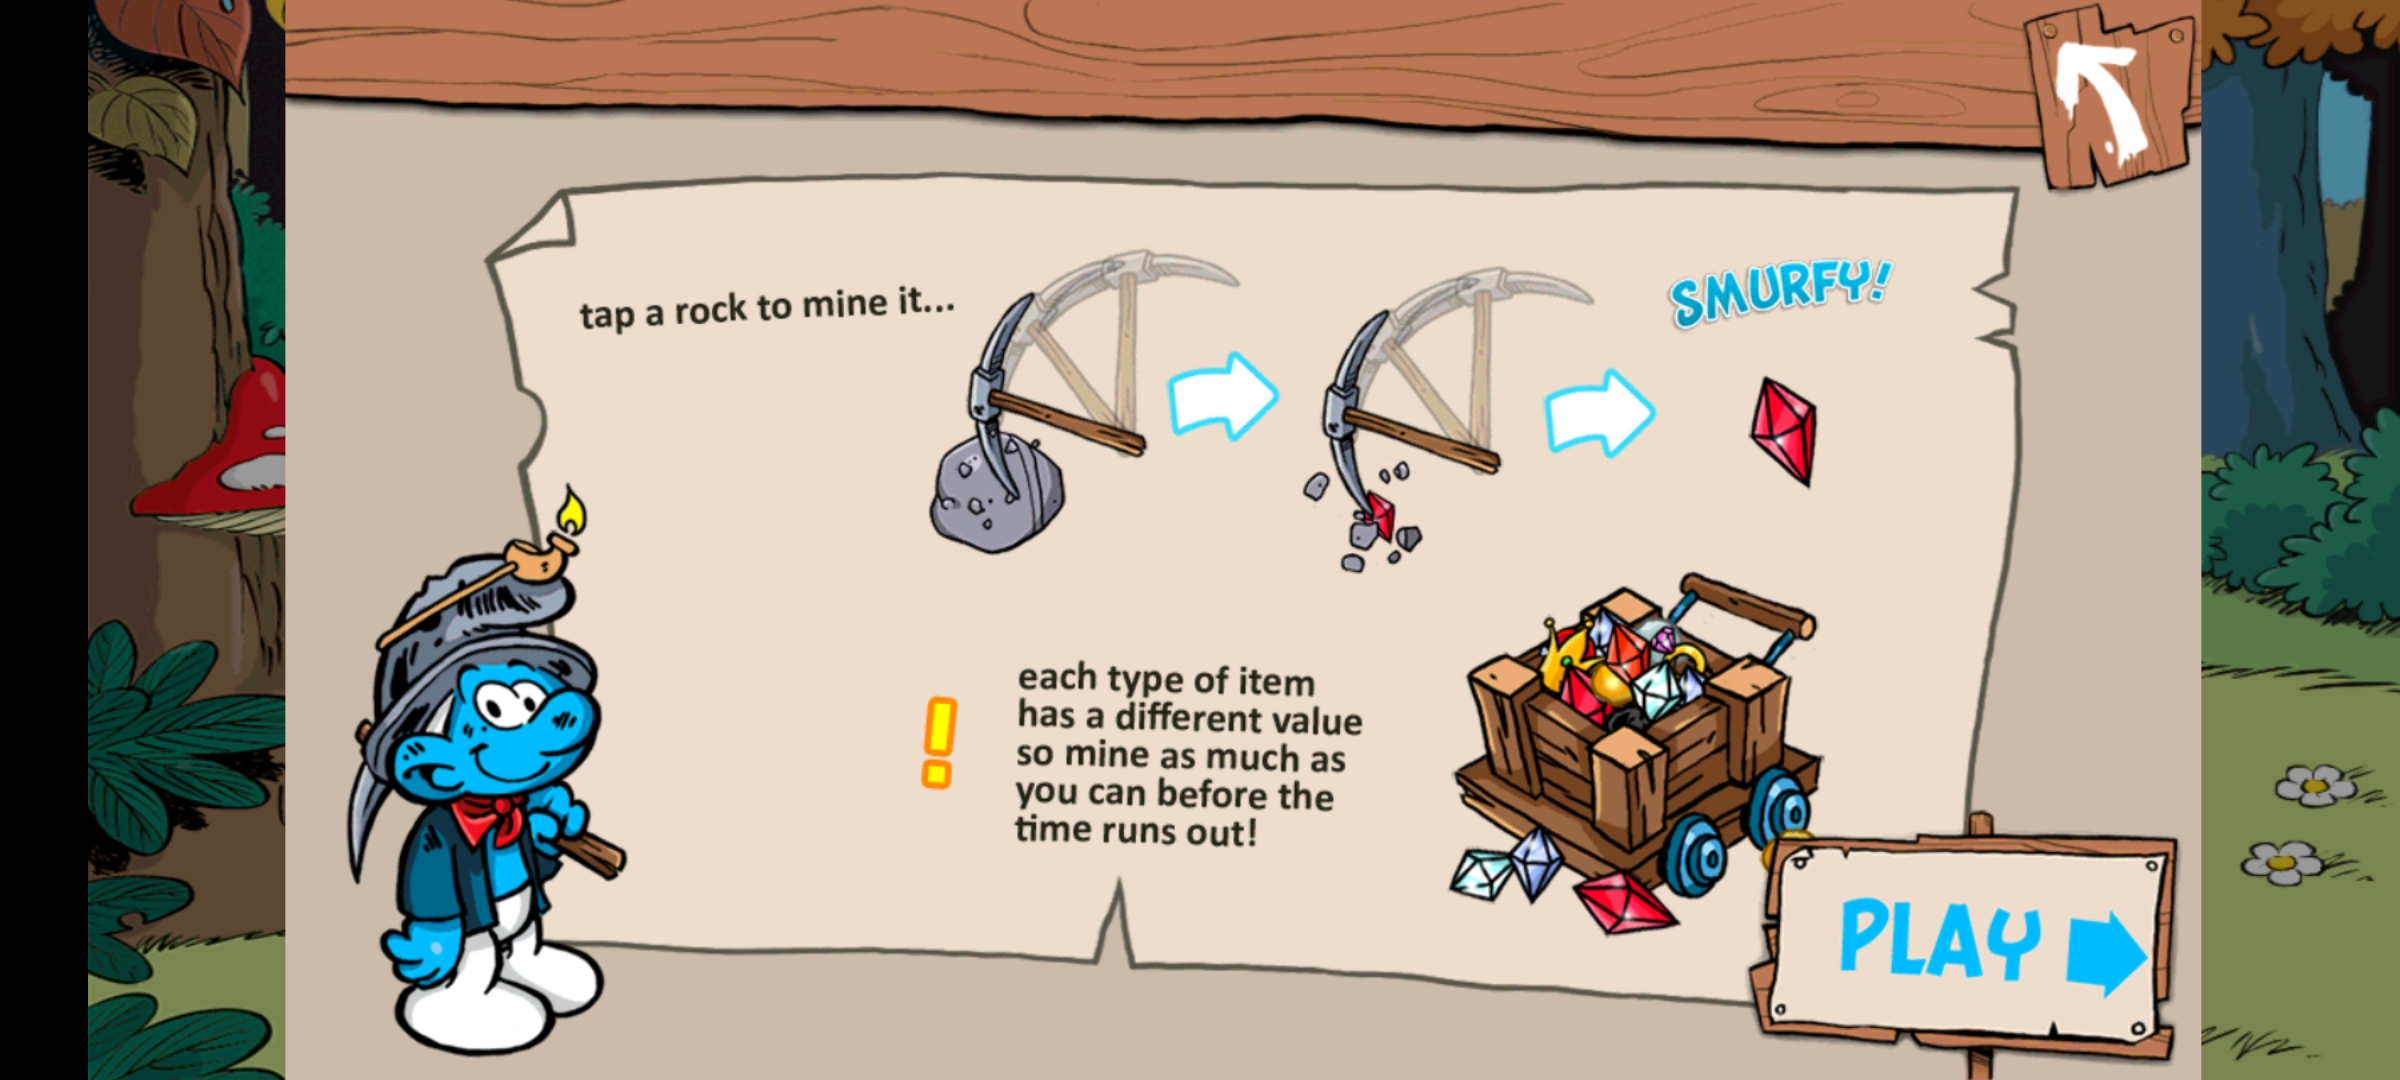 tap a rock to mine it...
SMURFY!
each type of item
has a different value
so mine as much as
you can before the
time runs out!
PLAY